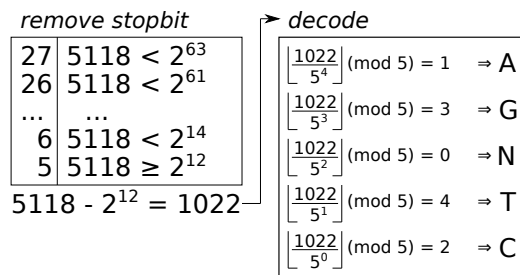 remove stopbit
27 5118 < 2^63
26 5118 < 2^61
... ...
6 5118 < 2^14
5 5118 ≥ 2^12
5118 - 2^12 = 1022
decode
⌊1022/5^4⌋ (mod 5) = 1 ⇒ A
⌊1022/5^3⌋ (mod 5) = 3 ⇒ G
⌊1022/5^2⌋ (mod 5) = 0 ⇒ N
⌊1022/5^1⌋ (mod 5) = 4 ⇒ T
⌊1022/5^0⌋ (mod 5) = 2 ⇒ C